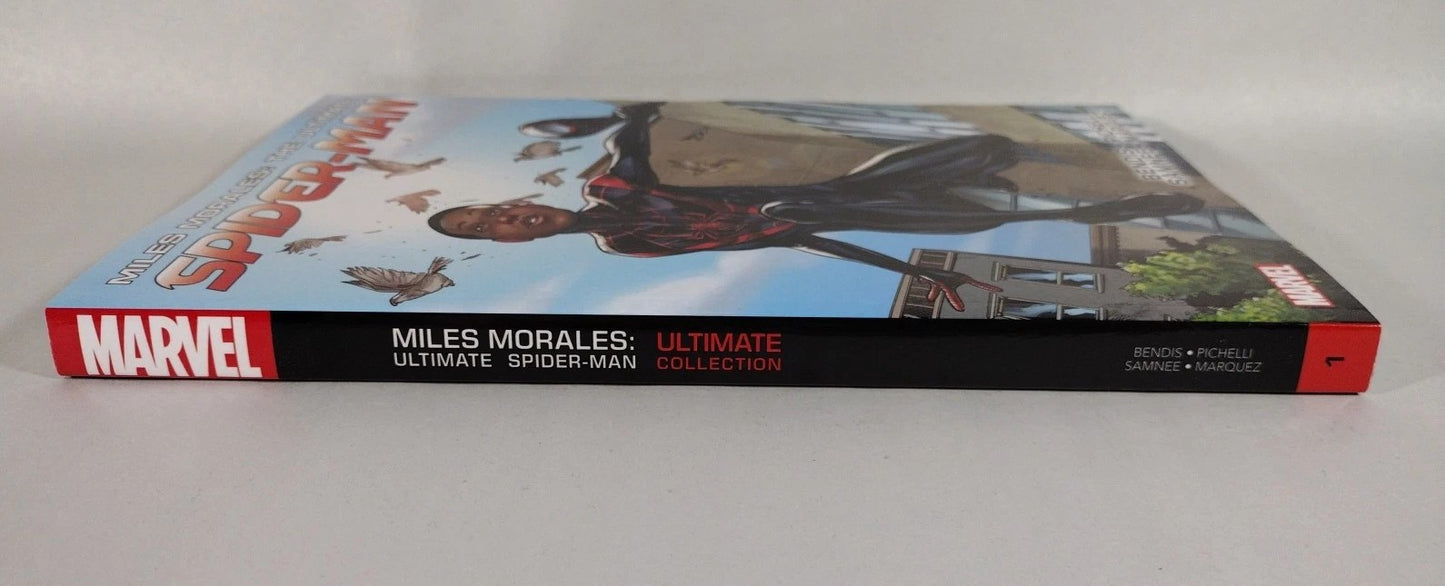 MILES MORALES: THE ULTIMATE
SPIDER-MAN
MARVEL
MARVEL
MILES MORALES: ULTIMATE
ULTIMATE SPIDER-MAN COLLECTION
BENDIS • PICHELLI
SAMNEE • MARQUEZ
1